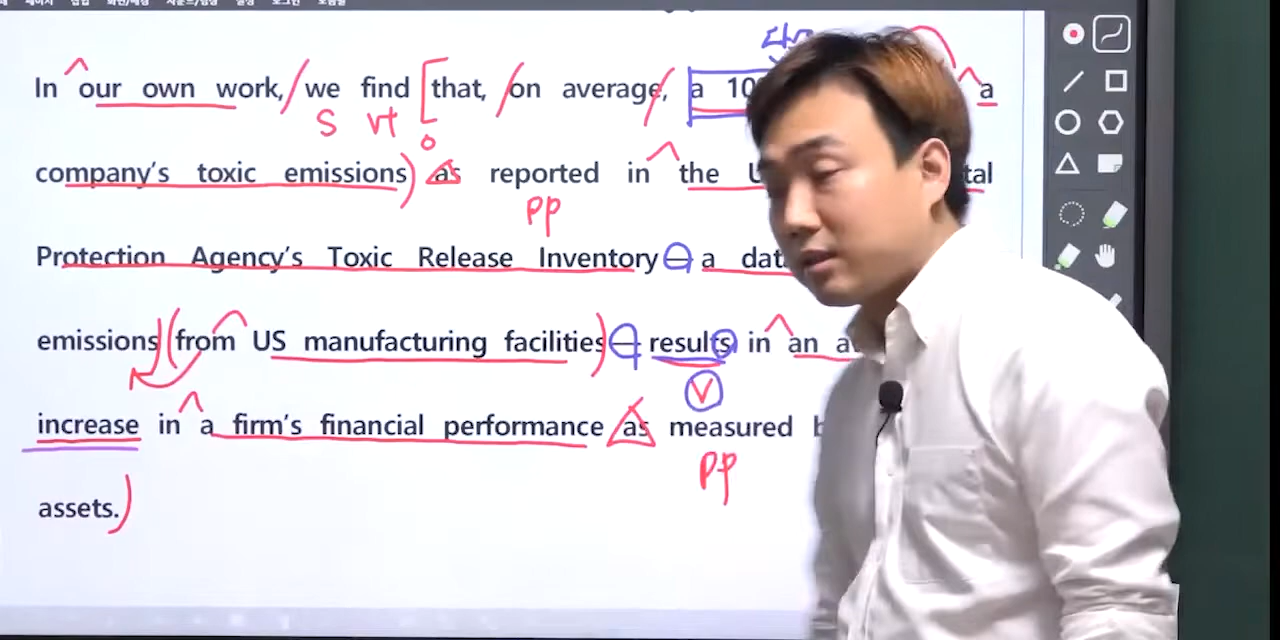 In our own work, we find that, on average, a 10 a
S vt
o
company's toxic emissions as reported in the tal
pp
Protection Agency's Toxic Release Inventory a
emissions from US manufacturing facilities results in an
V
increase in a firm's financial performance as measured
pp
assets.